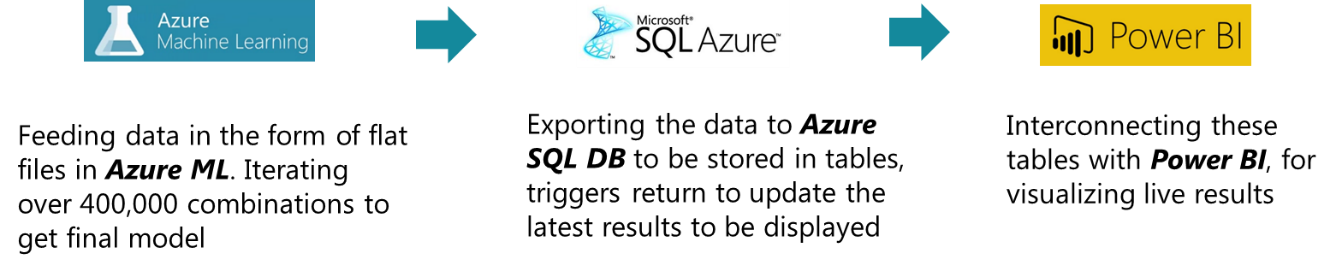 Azure
Machine Learning
Microsoft®
SQL Azure™
Power BI
Feeding data in the form of flat
files in Azure ML. Iterating
over 400,000 combinations to
get final model
Exporting the data to Azure
SQL DB to be stored in tables,
triggers return to update the
latest results to be displayed
Interconnecting these
tables with Power BI, for
visualizing live results